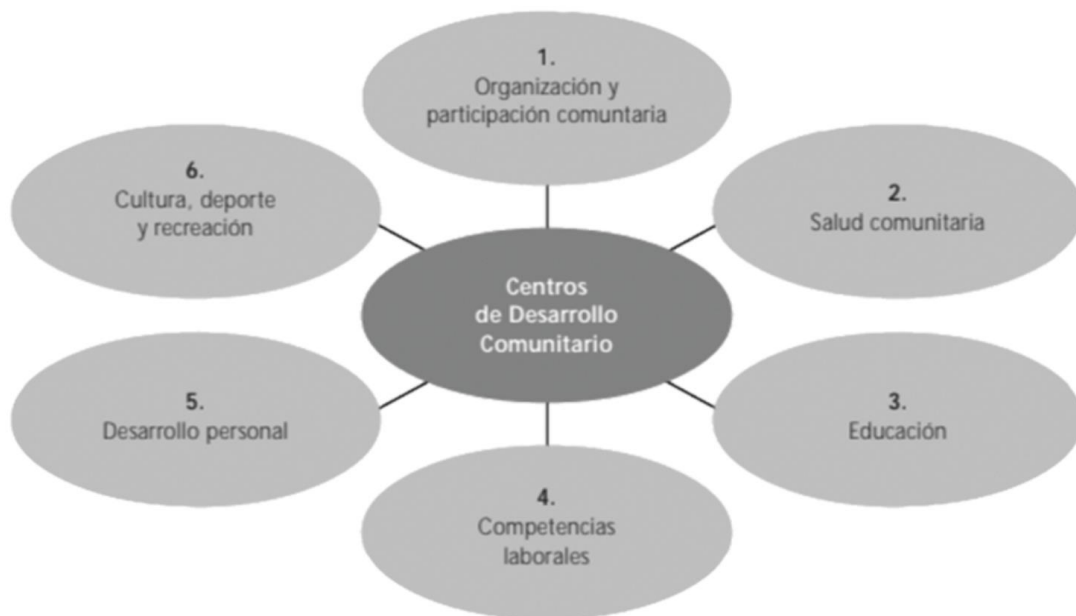 1.
Organización y
participación comuntaria
6.
Cultura, deporte
y recreación
2.
Salud comunitaria
Centros
de Desarrollo
Comunitario
5.
Desarrollo personal
3.
Educación
4.
Competencias
laborales